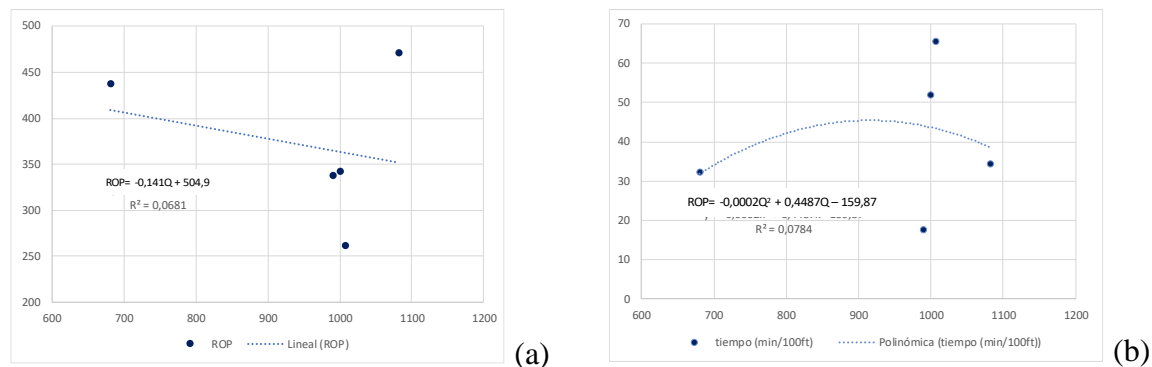 500
450
400
350
300
250
200
ROP= -0,141Q + 504,9
R² = 0,0681
600 700 800 900 1000 1100 1200
ROP Lineal (ROP)
(a)
70
60
50
40
30
20
10
0
ROP= -0,0002Q² + 0,4487Q – 159,87
R² = 0,0784
600 700 800 900 1000 1100 1200
tiempo (min/100ft) Polinómica (tiempo (min/100ft))
(b)